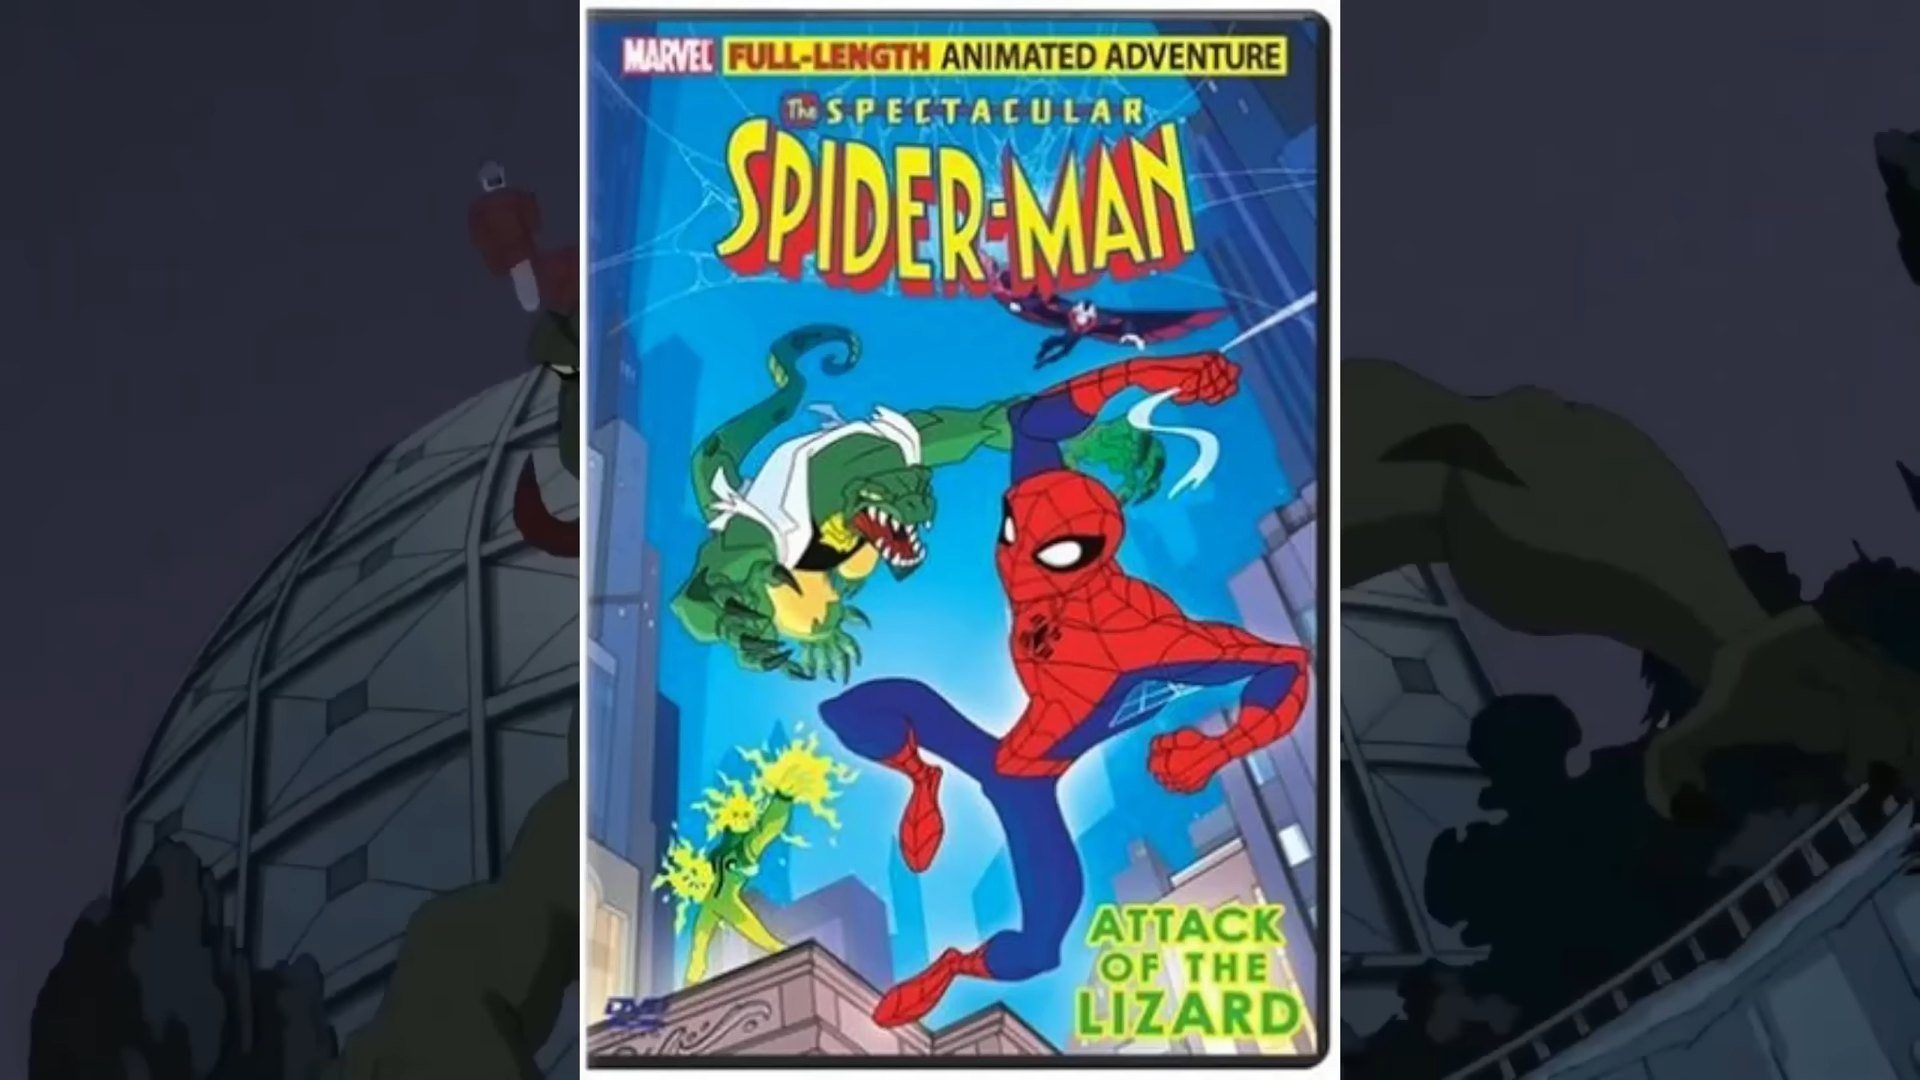 MARVEL FULL-LENGTH ANIMATED ADVENTURE
The SPECTACULAR
SPIDER-MAN
ATTACK
OF THE
LIZARD
DVD